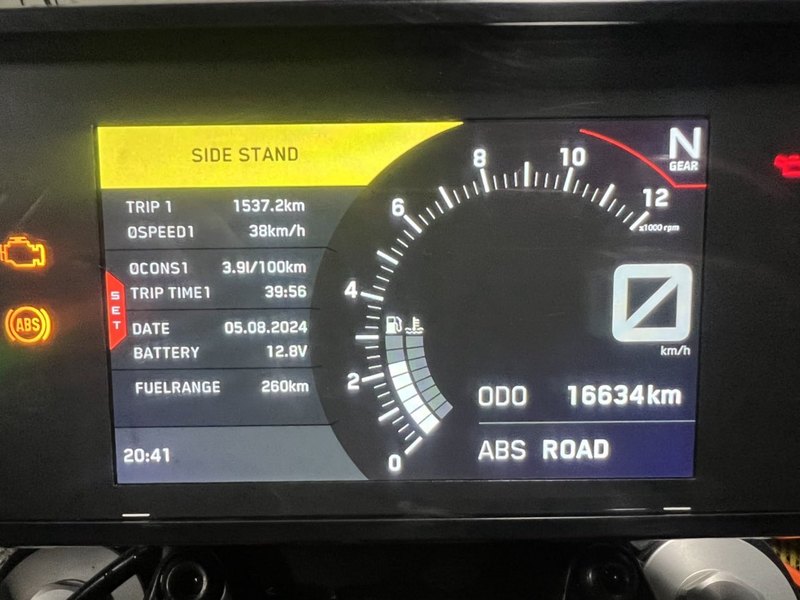 SIDE STAND
TRIP 1 1537.2km
ØSPEED1 38km/h
ØCONS1 3.9l/100km
TRIP TIME1 39:56
DATE 05.08.2024
BATTERY 12.8V
FUELRANGE 260km
20:41
SET
0
2
4
6
8
10
12
x1000 rpm
N
GEAR
0
km/h
ODO 16634km
ABS ROAD
ABS